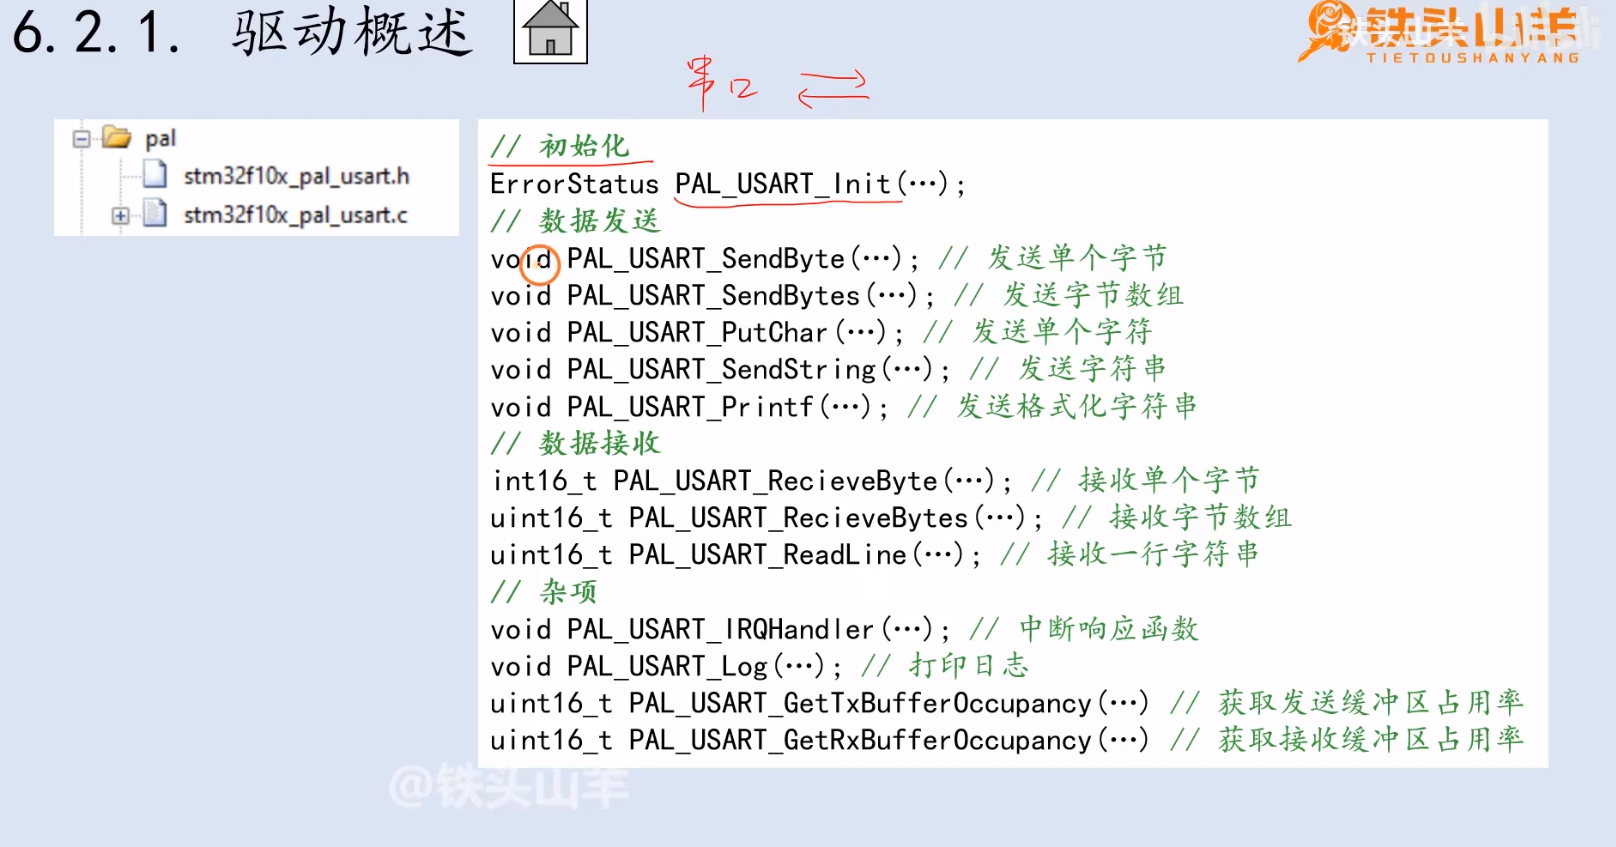 6.2.1. 驱动概述
铁头山羊
TIETOUSHANYANG
串口
pal
stm32f10x_pal_usart.h
stm32f10x_pal_usart.c
// 初始化
ErrorStatus PAL_USART_Init(…);
// 数据发送
void PAL_USART_SendByte(…); // 发送单个字节
void PAL_USART_SendBytes(…); // 发送字节数组
void PAL_USART_PutChar(…); // 发送单个字符
void PAL_USART_SendString(…); // 发送字符串
void PAL_USART_Printf(…); // 发送格式化字符串
// 数据接收
int16_t PAL_USART_RecieveByte(…); // 接收单个字节
uint16_t PAL_USART_RecieveBytes(…); // 接收字节数组
uint16_t PAL_USART_ReadLine(…); // 接收一行字符串
// 杂项
void PAL_USART_IRQHandler(…); // 中断响应函数
void PAL_USART_Log(…); // 打印日志
uint16_t PAL_USART_GetTxBufferOccupancy(…) // 获取发送缓冲区占用率
uint16_t PAL_USART_GetRxBufferOccupancy(…) // 获取接收缓冲区占用率
@铁头山羊